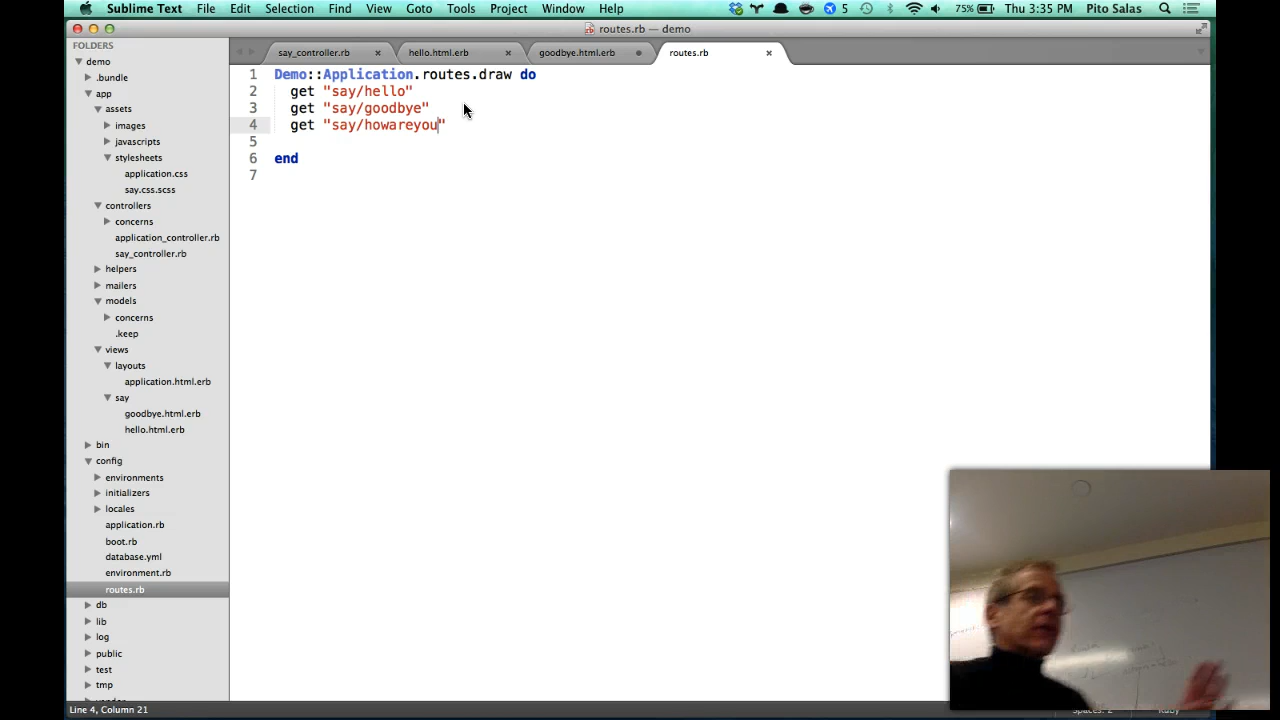 Sublime Text File Edit Selection Find View Goto Tools Project Window Help 5 75% Thu 3:35 PM Pito Salas
routes.rb — demo
say_controller.rb × hello.html.erb × goodbye.html.erb routes.rb ×
FOLDERS
demo
.bundle
app
assets
images
javascripts
stylesheets
application.css
say.css.scss
controllers
concerns
application_controller.rb
say_controller.rb
helpers
mailers
models
concerns
.keep
views
layouts
application.html.erb
say
goodbye.html.erb
hello.html.erb
bin
config
environments
initializers
locales
application.rb
boot.rb
database.yml
environment.rb
routes.rb
db
lib
log
public
test
tmp
1 Demo::Application.routes.draw do
2 get "say/hello"
3 get "say/goodbye"
4 get "say/howareyou"
5
6 end
7
Line 4, Column 21